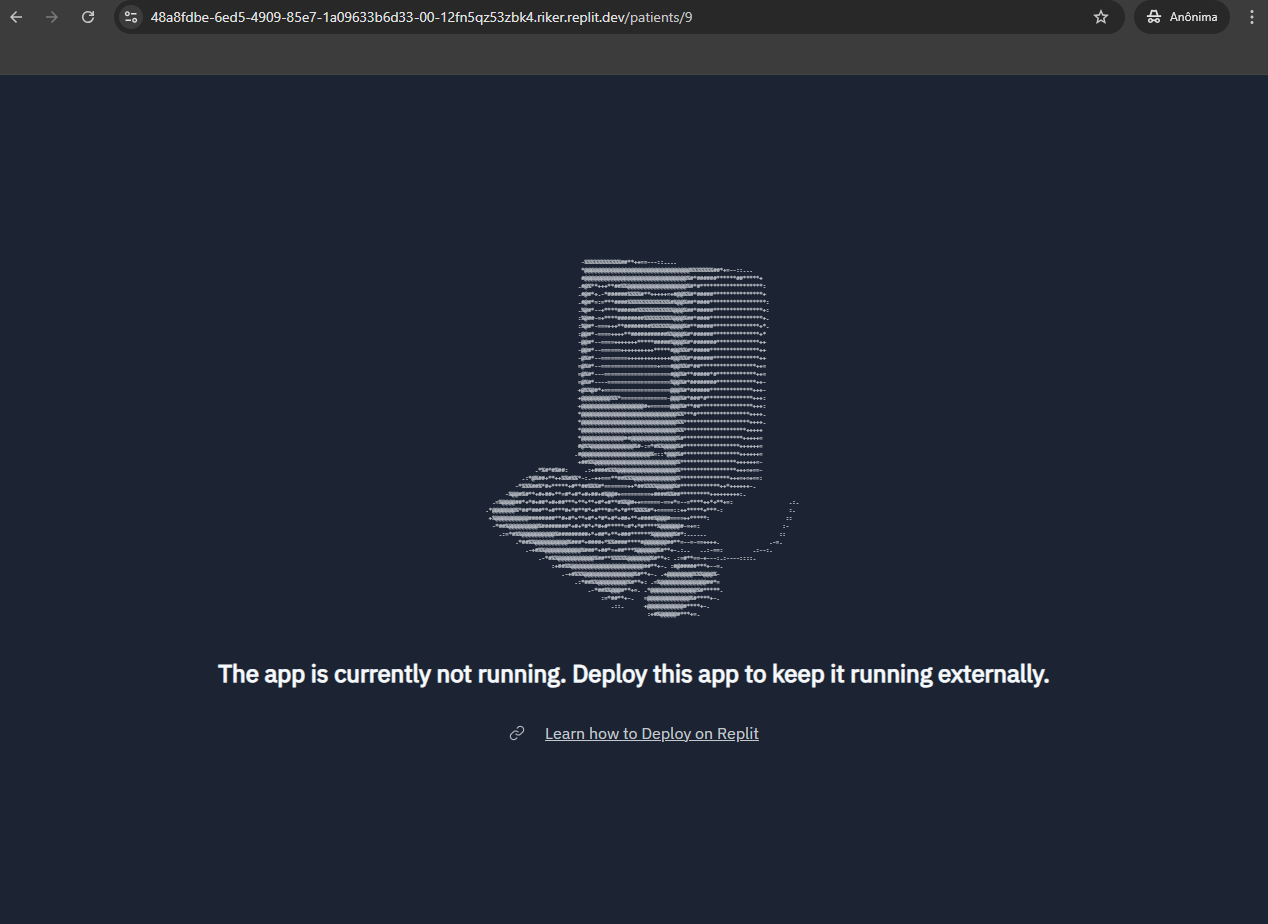 48a8fdbe-6ed5-4909-85e7-1a09633b6d33-00-12fn5qz53zbk4.riker.replit.dev/patients/9
Anônima
The app is currently not running. Deploy this app to keep it running externally.
Learn how to Deploy on Replit